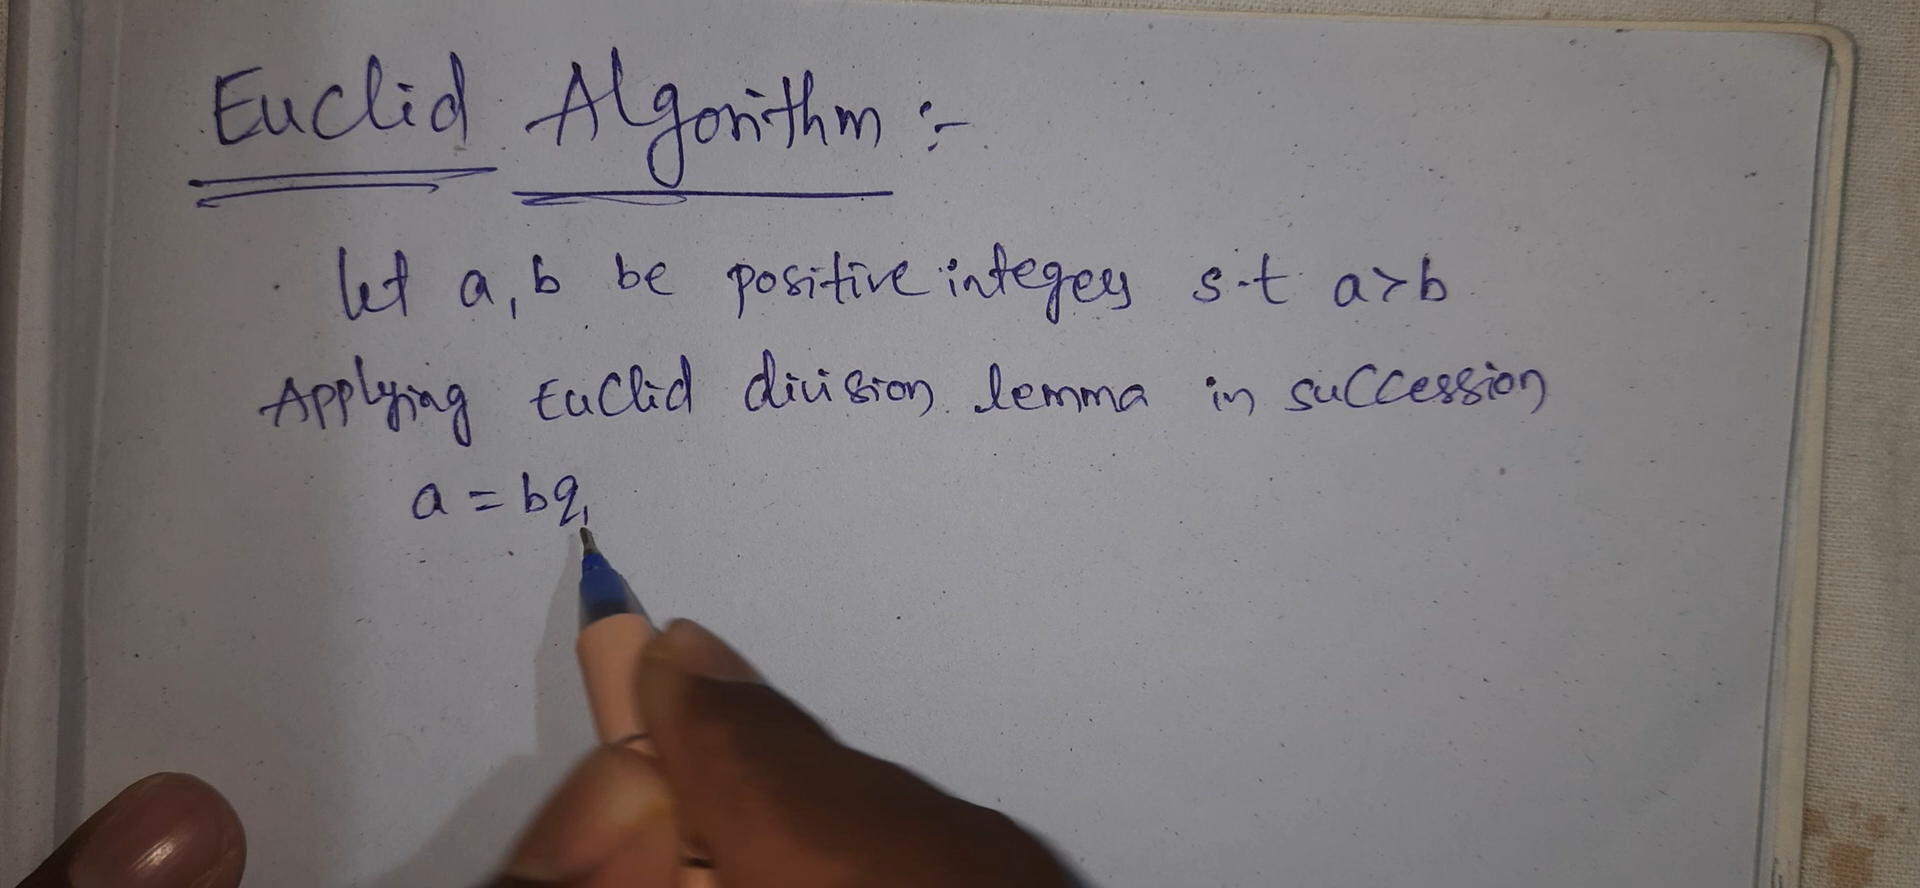 Euclid Algorithm :-
let a, b be positive integers s.t a>b
Applying Euclid division lemma in succession
a = bq₁